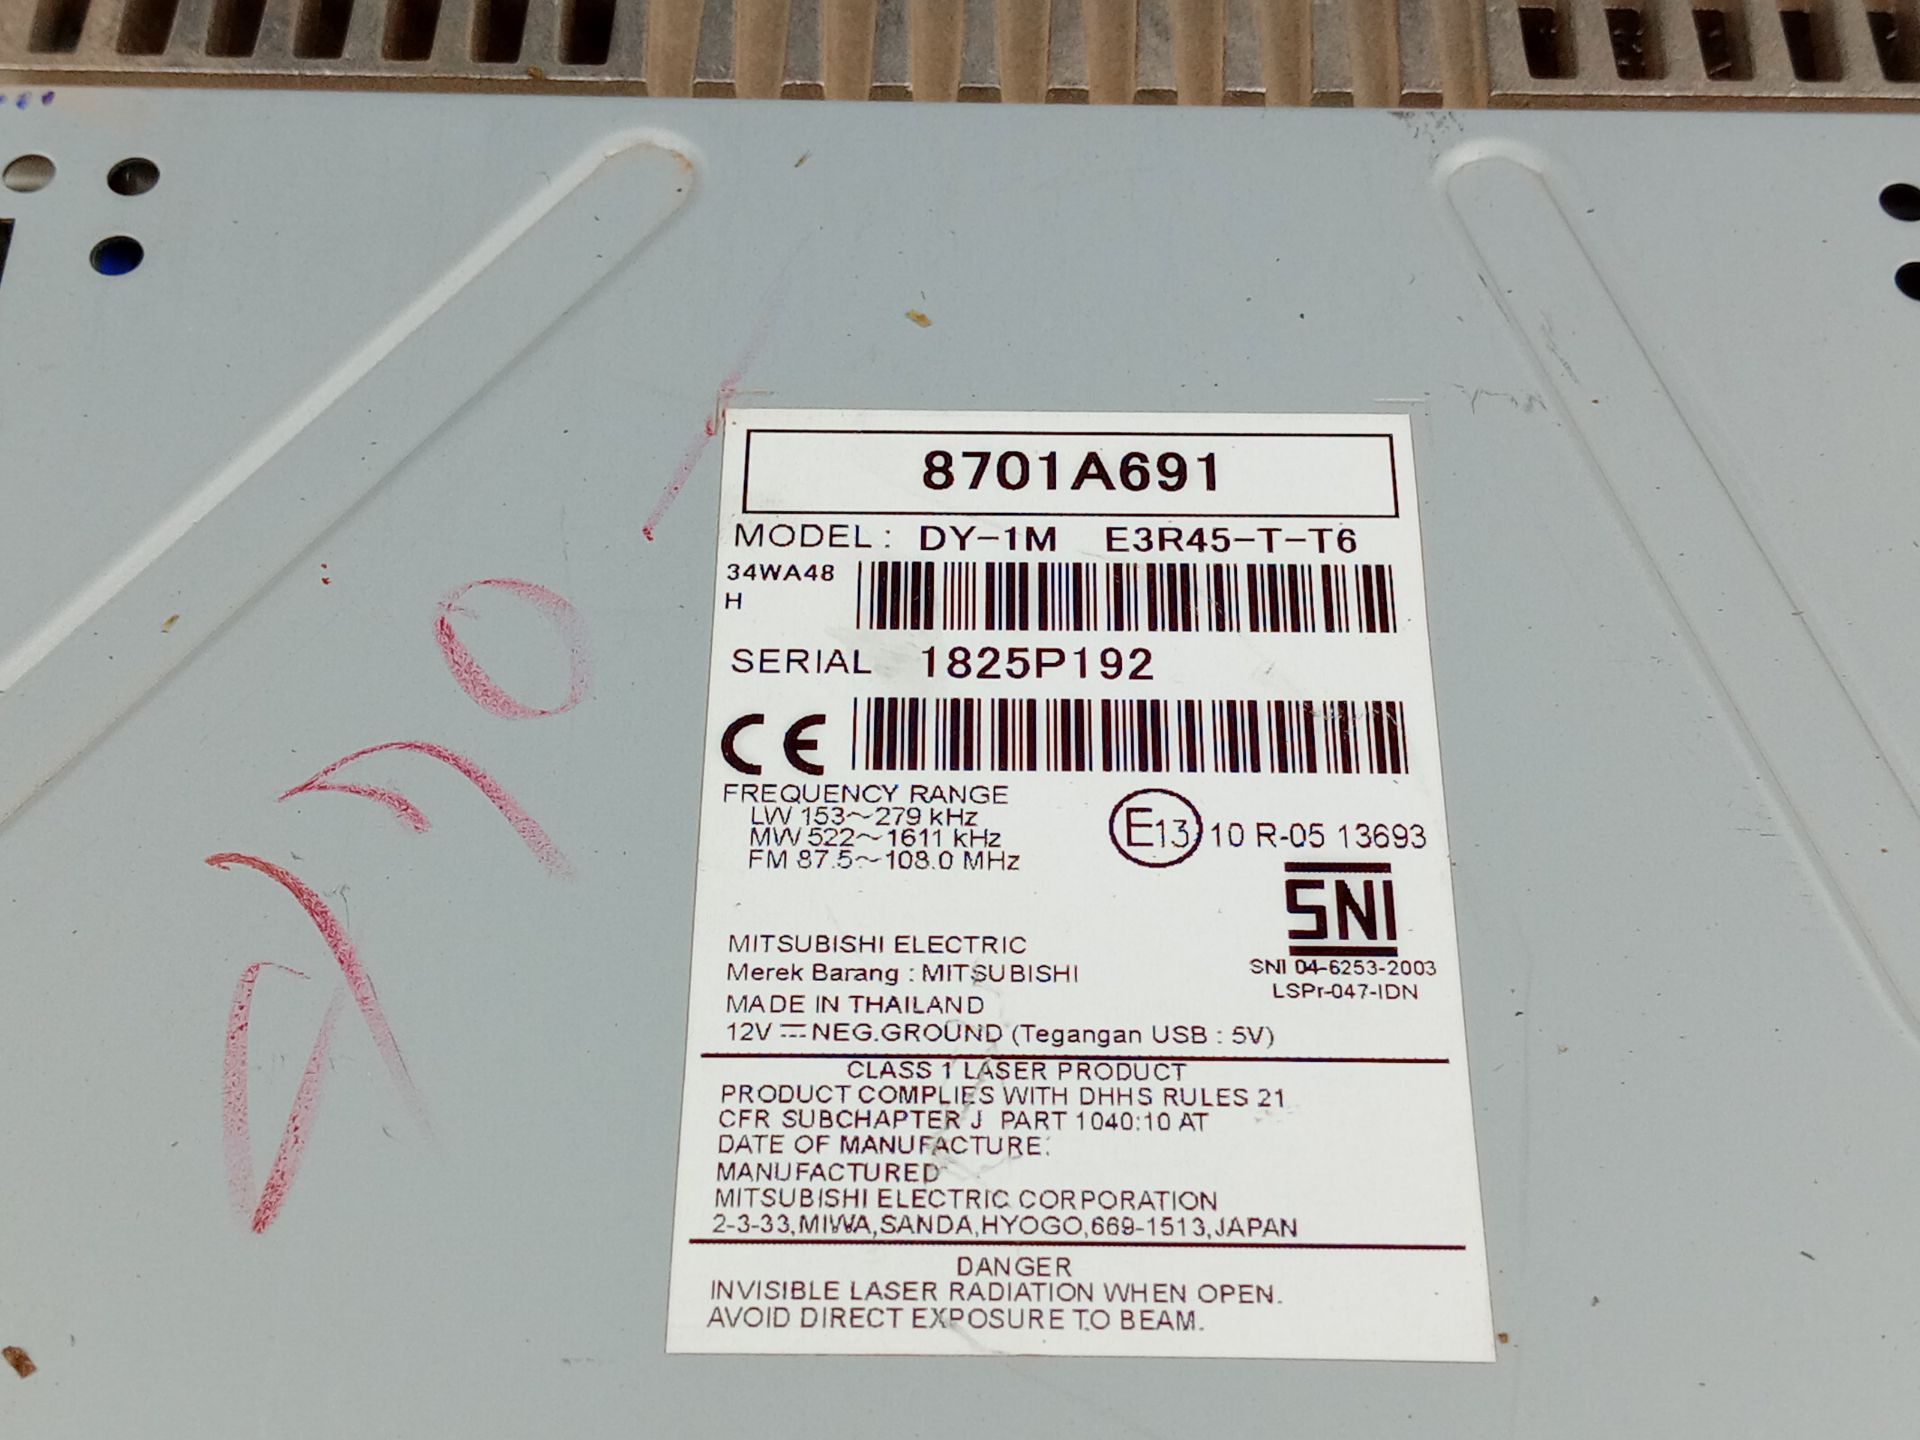 8701A691
MODEL: DY-1M E3R45-T-T6
34WA48
H
SERIAL 1825P192
CE
FREQUENCY RANGE
LW 153~279 kHz
MW 522~1611 kHz
FM 87.5~108.0 MHz
E13 10 R-05 13693
SNI
SNI 04-6253-2003
LSPr-047-IDN
MITSUBISHI ELECTRIC
Merek Barang : MITSUBISHI
MADE IN THAILAND
12V ⎓ NEG.GROUND (Tegangan USB : 5V)
CLASS 1 LASER PRODUCT
PRODUCT COMPLIES WITH DHHS RULES 21
CFR SUBCHAPTER J PART 1040:10 AT
DATE OF MANUFACTURE:
MANUFACTURED
MITSUBISHI ELECTRIC CORPORATION
2-3-33,MIWA,SANDA,HYOGO,669-1513,JAPAN
DANGER
INVISIBLE LASER RADIATION WHEN OPEN.
AVOID DIRECT EXPOSURE TO BEAM.